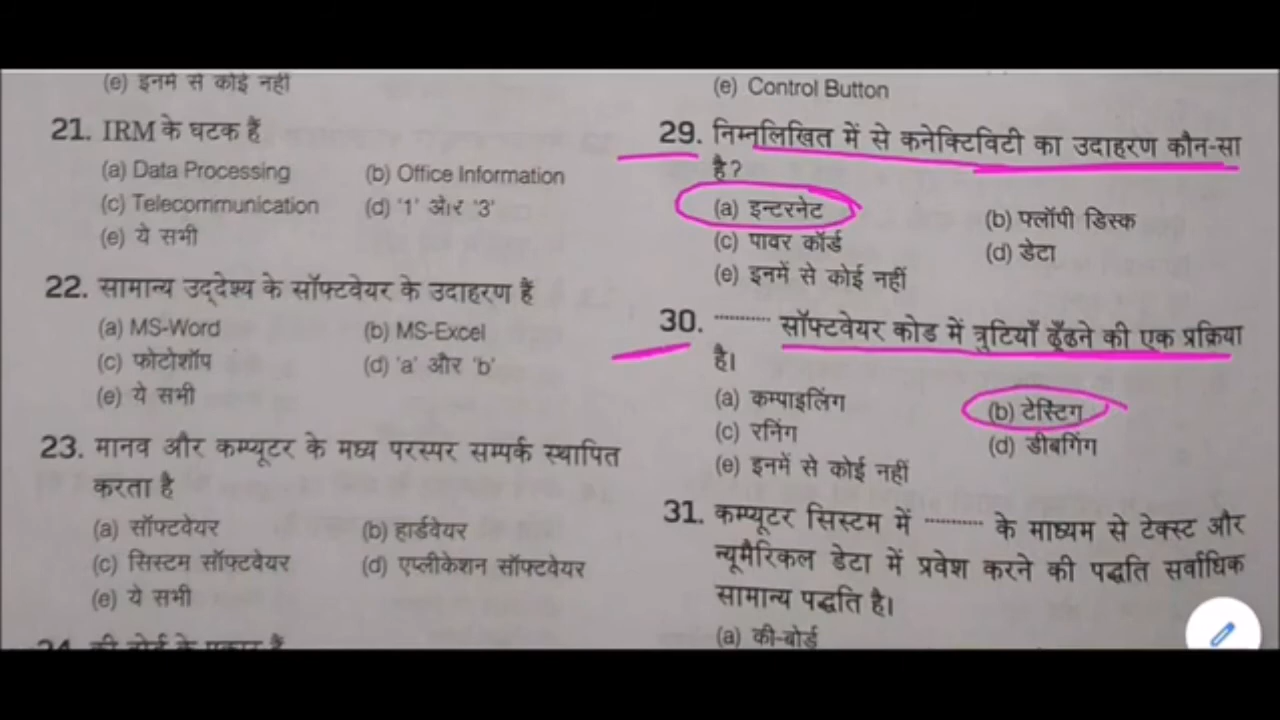 (e) इनमें से कोई नहीं
21. IRM के घटक हैं
(a) Data Processing (b) Office Information
(c) Telecommunication (d) '1' और '3'
(e) ये सभी
22. सामान्य उद्देश्य के सॉफ्टवेयर के उदाहरण हैं
(a) MS-Word (b) MS-Excel
(c) फोटोशॉप (d) 'a' और 'b'
(e) ये सभी
23. मानव और कम्प्यूटर के मध्य परस्पर सम्पर्क स्थापित
करता है
(a) सॉफ्टवेयर (b) हार्डवेयर
(c) सिस्टम सॉफ्टवेयर (d) एप्लीकेशन सॉफ्टवेयर
(e) ये सभी
24. की बोर्ड के प्रकार हैं
(e) Control Button
29. निम्नलिखित में से कनेक्टिविटी का उदाहरण कौन-सा
है?
(a) इन्टरनेट (b) फ्लॉपी डिस्क
(c) पावर कॉर्ड (d) डेटा
(e) इनमें से कोई नहीं
30. .......... सॉफ्टवेयर कोड में त्रुटियाँ ढूँढने की एक प्रक्रिया
है।
(a) कम्पाइलिंग (b) टेस्टिग
(c) रनिंग (d) डीबगिंग
(e) इनमें से कोई नहीं
31. कम्प्यूटर सिस्टम में .......... के माध्यम से टेक्स्ट और
न्यूमैरिकल डेटा में प्रवेश करने की पद्धति सर्वाधिक
सामान्य पद्धति है।
(a) की-बोर्ड